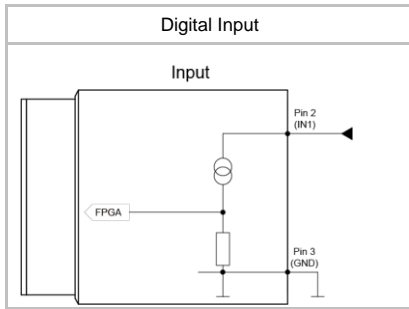 Digital Input
Input
Pin 2
(IN1)
FPGA
Pin 3
(GND)